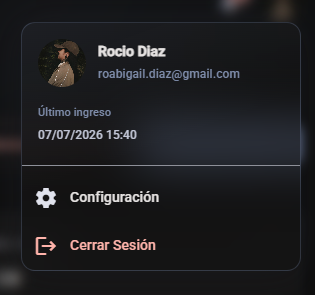 Rocio Diaz
roabigail.diaz@gmail.com
Último ingreso
07/07/2026 15:40
Configuración
Cerrar Sesión